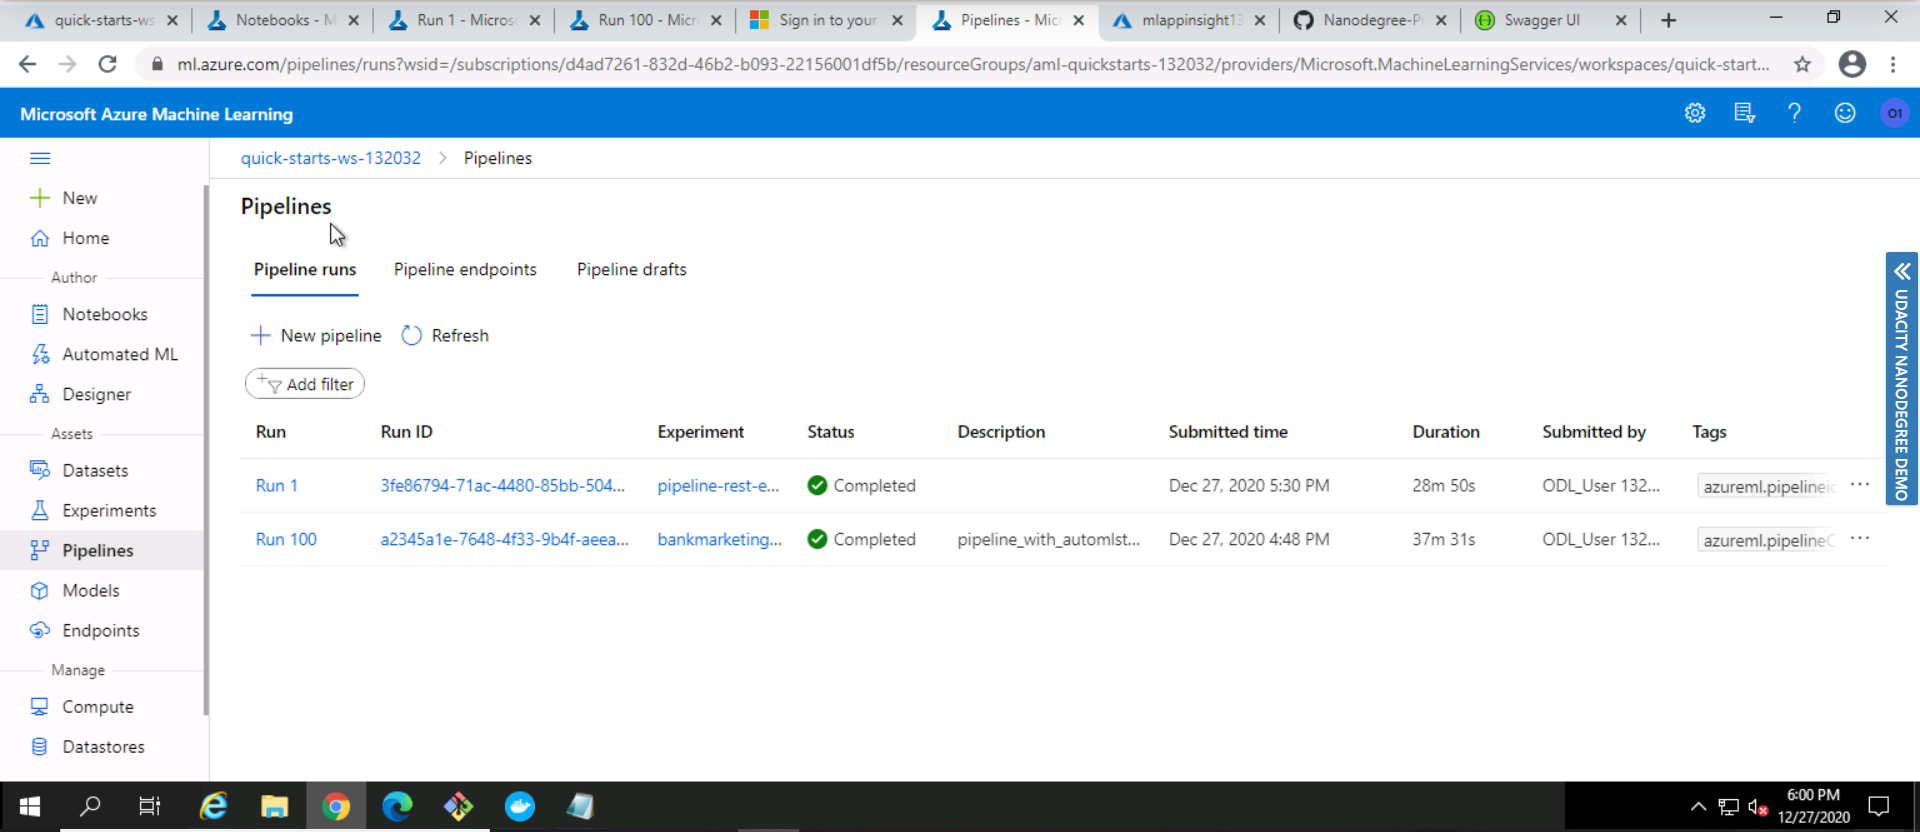 quick-starts-ws
Notebooks - M
Run 1 - Micros
Run 100 - Micr
Sign in to your
Pipelines - Mic
mlappinsight13
Nanodegree-P
Swagger UI
ml.azure.com/pipelines/runs?wsid=/subscriptions/d4ad7261-832d-46b2-b093-22156001df5b/resourceGroups/aml-quickstarts-132032/providers/Microsoft.MachineLearningServices/workspaces/quick-start...
Microsoft Azure Machine Learning
O1
New
Home
Author
Notebooks
Automated ML
Designer
Assets
Datasets
Experiments
Pipelines
Models
Endpoints
Manage
Compute
Datastores
quick-starts-ws-132032 > Pipelines
Pipelines
Pipeline runs Pipeline endpoints Pipeline drafts
New pipeline Refresh
Add filter
Run Run ID Experiment Status Description Submitted time Duration Submitted by Tags
Run 1 3fe86794-71ac-4480-85bb-504... pipeline-rest-e... Completed Dec 27, 2020 5:30 PM 28m 50s ODL_User 132... azureml.pipelineid ...
Run 100 a2345a1e-7648-4f33-9b4f-aeea... bankmarketing... Completed pipeline_with_automlst... Dec 27, 2020 4:48 PM 37m 31s ODL_User 132... azureml.pipelineC ...
UDACITY NANODEGREE DEMO
6:00 PM
12/27/2020